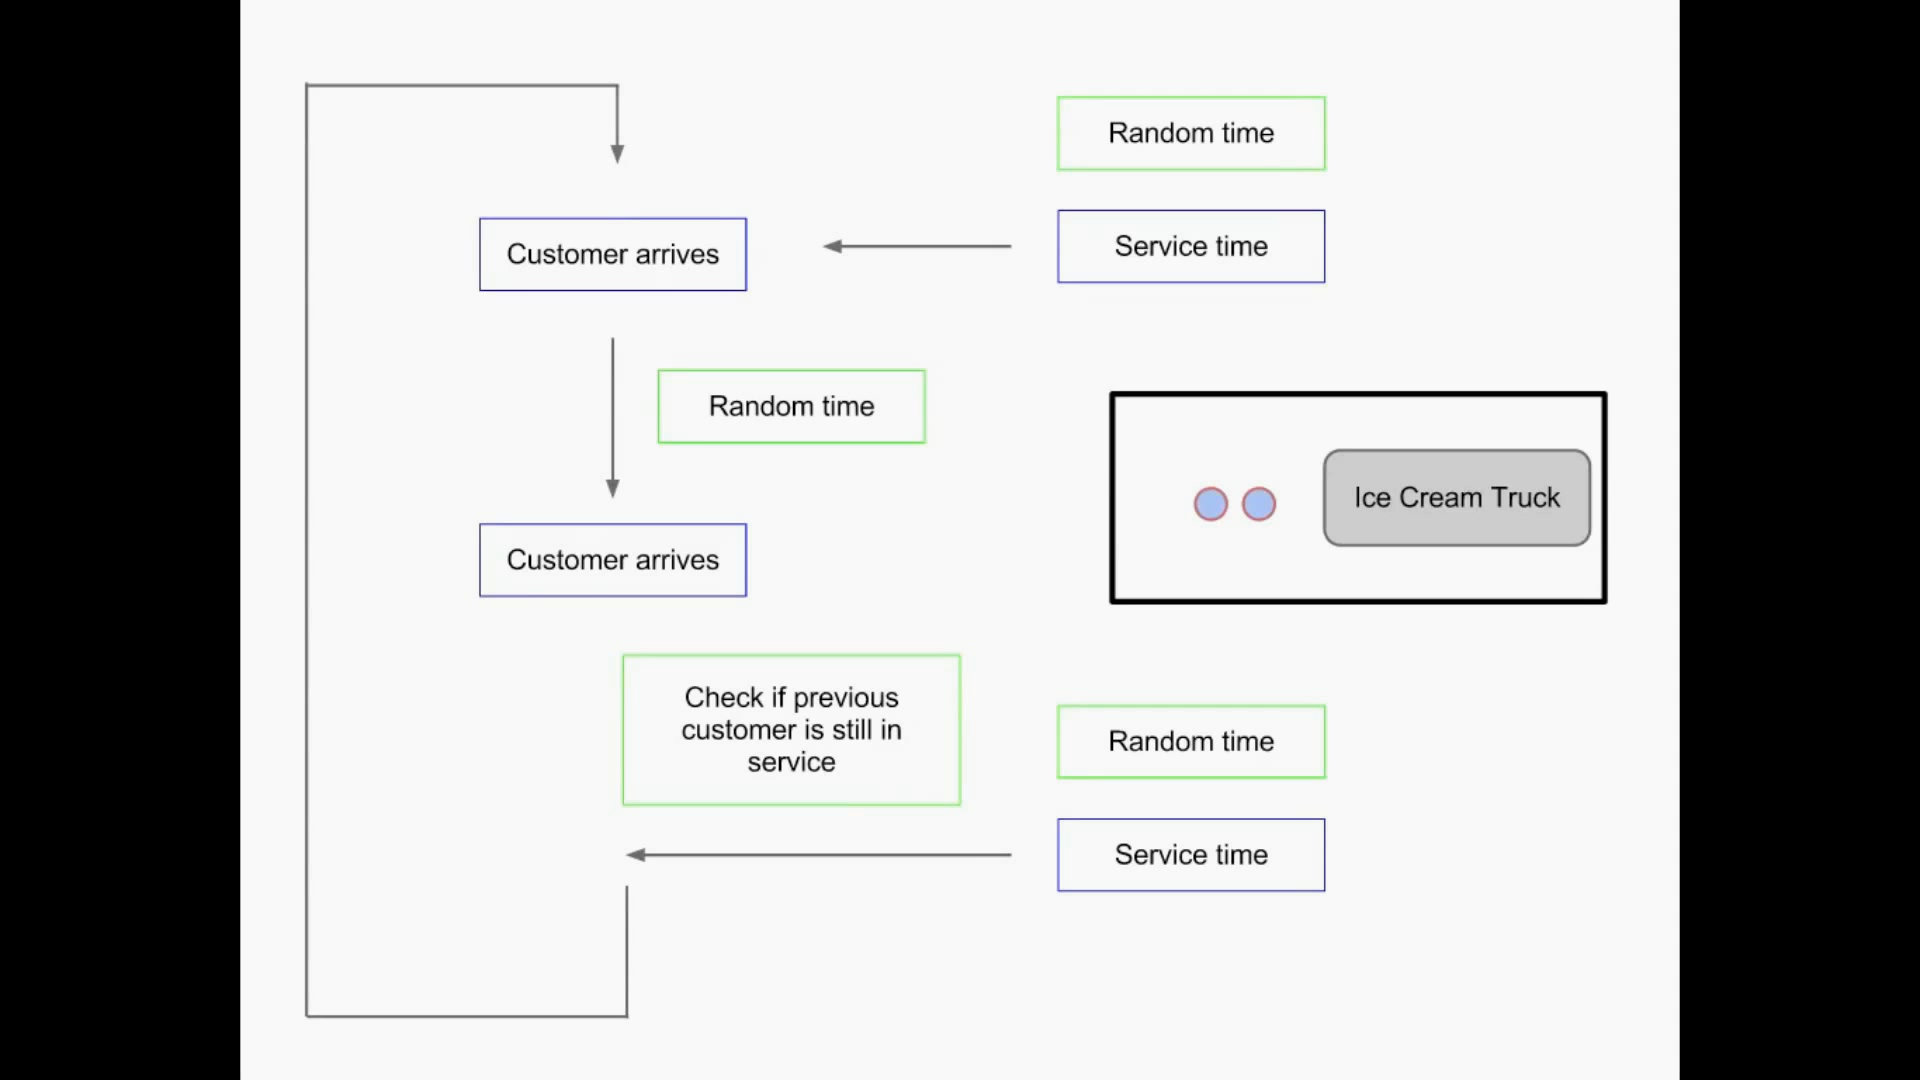 Random time
Customer arrives
Service time
Random time
Ice Cream Truck
Customer arrives
Check if previous
customer is still in
service
Random time
Service time